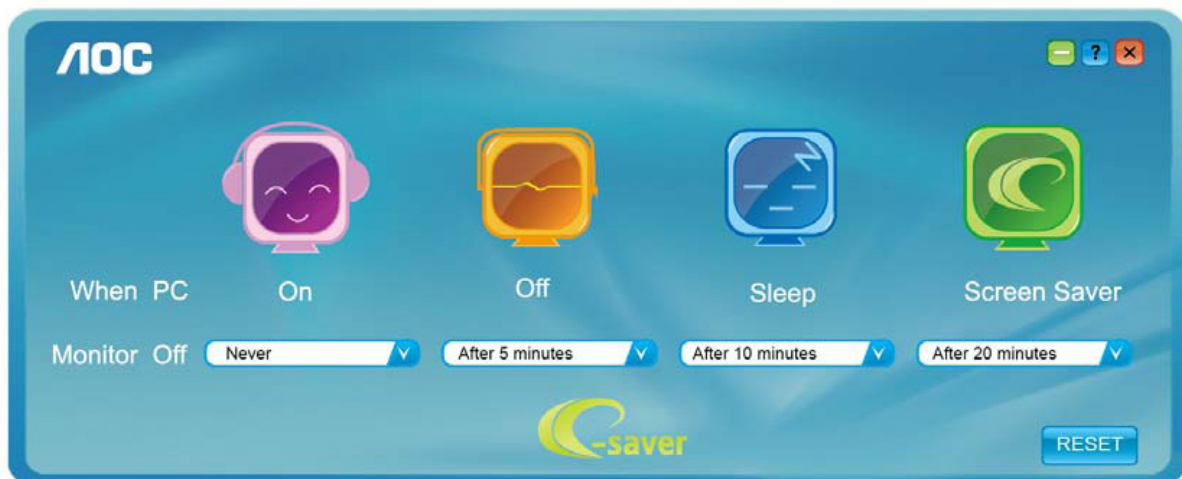 AOC
?
When PC On Off Sleep Screen Saver
Monitor Off Never After 5 minutes After 10 minutes After 20 minutes
e-saver
RESET